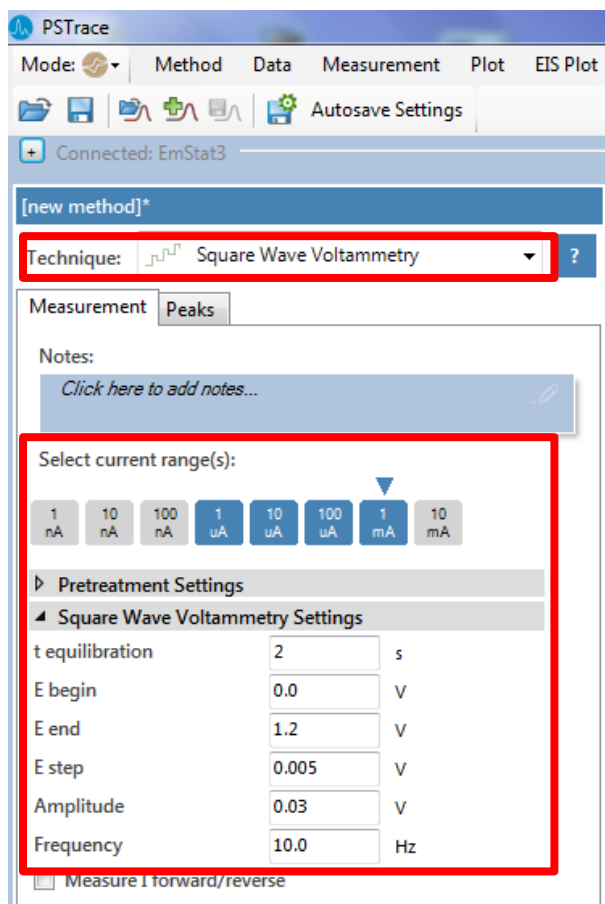 PSTrace
Mode: Method Data Measurement Plot EIS Plot
Autosave Settings
+ Connected: EmStat3
[new method]*
Technique: Square Wave Voltammetry ?
Measurement Peaks
Notes:
Click here to add notes...
Select current range(s):
1 nA 10 nA 100 nA 1 uA 10 uA 100 uA 1 mA 10 mA
Pretreatment Settings
Square Wave Voltammetry Settings
t equilibration 2 s
E begin 0.0 V
E end 1.2 V
E step 0.005 V
Amplitude 0.03 V
Frequency 10.0 Hz
Measure I forward/reverse